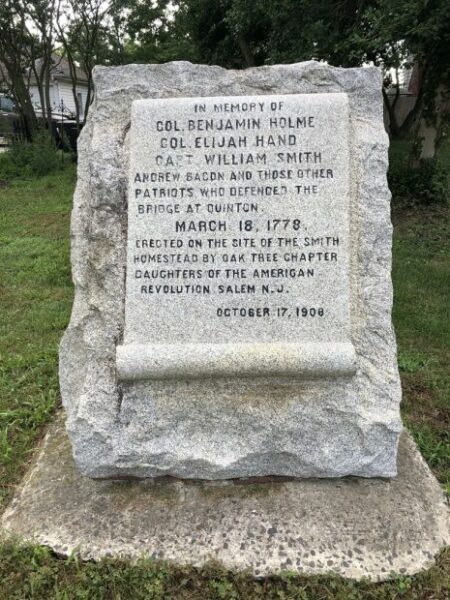 IN MEMORY OF
COL. BENJAMIN HOLME
COL. ELIJAH HAND
CAPT. WILLIAM SMITH
ANDREW BACON AND THOSE OTHER
PATRIOTS WHO DEFENDED THE
BRIDGE AT QUINTON.
MARCH 18, 1778.
ERECTED ON THE SITE OF THE SMITH
HOMESTEAD BY OAK TREE CHAPTER
DAUGHTERS OF THE AMERICAN
REVOLUTION SALEM N.J.
OCTOBER 17, 1908